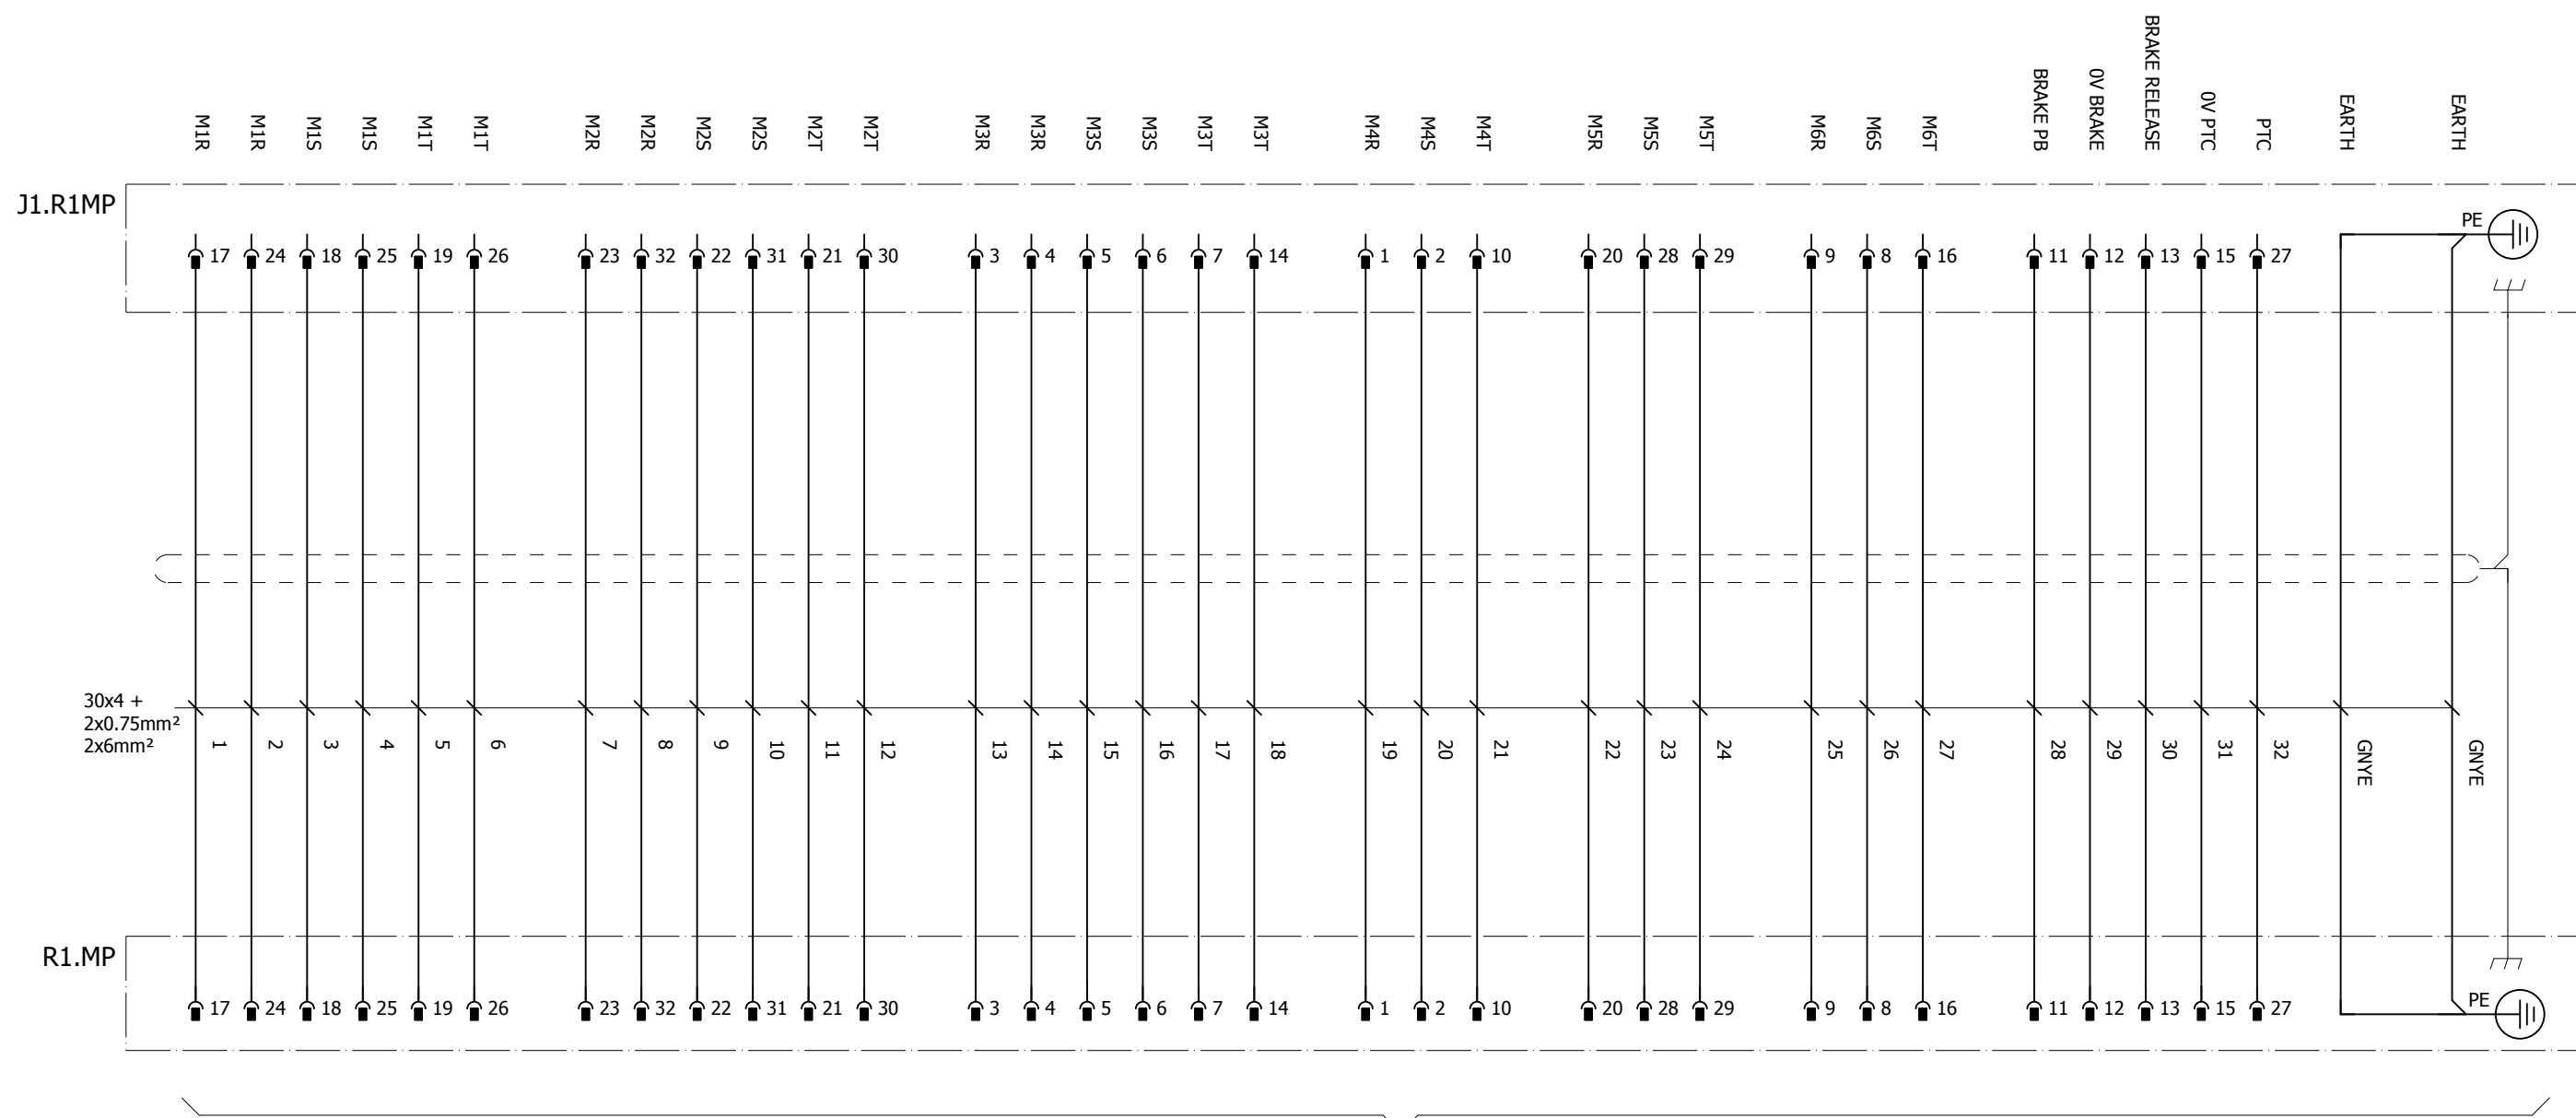 M1R M1R M1S M1S M1T M1T M2R M2R M2S M2S M2T M2T M3R M3R M3S M3S M3T M3T M4R M4S M4T M5R M5S M5T M6R M6S M6T BRAKE PB 0V BRAKE BRAKE RELEASE 0V PTC PTC EARTH EARTH
J1.R1MP
PE
17 24 18 25 19 26 23 32 22 31 21 30 3 4 5 6 7 14 1 2 10 20 28 29 9 8 16 11 12 13 15 27
30x4 +
2x0.75mm²
2x6mm²
1 2 3 4 5 6 7 8 9 10 11 12 13 14 15 16 17 18 19 20 21 22 23 24 25 26 27 28 29 30 31 32 GNYE GNYE
R1.MP
PE
17 24 18 25 19 26 23 32 22 31 21 30 3 4 5 6 7 14 1 2 10 20 28 29 9 8 16 11 12 13 15 27